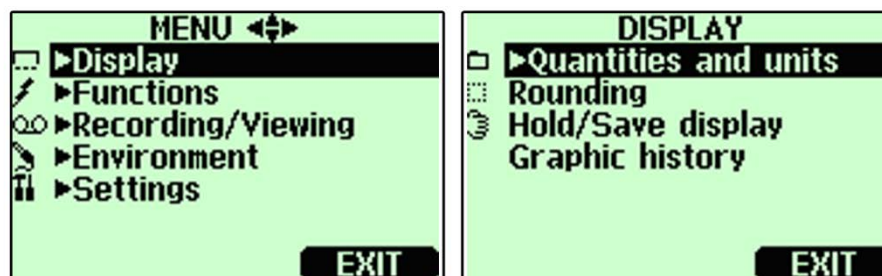 MENU ◄♦►
►Display
►Functions
►Recording/Viewing
►Environment
►Settings
EXIT
DISPLAY
►Quantities and units
Rounding
Hold/Save display
Graphic history
EXIT